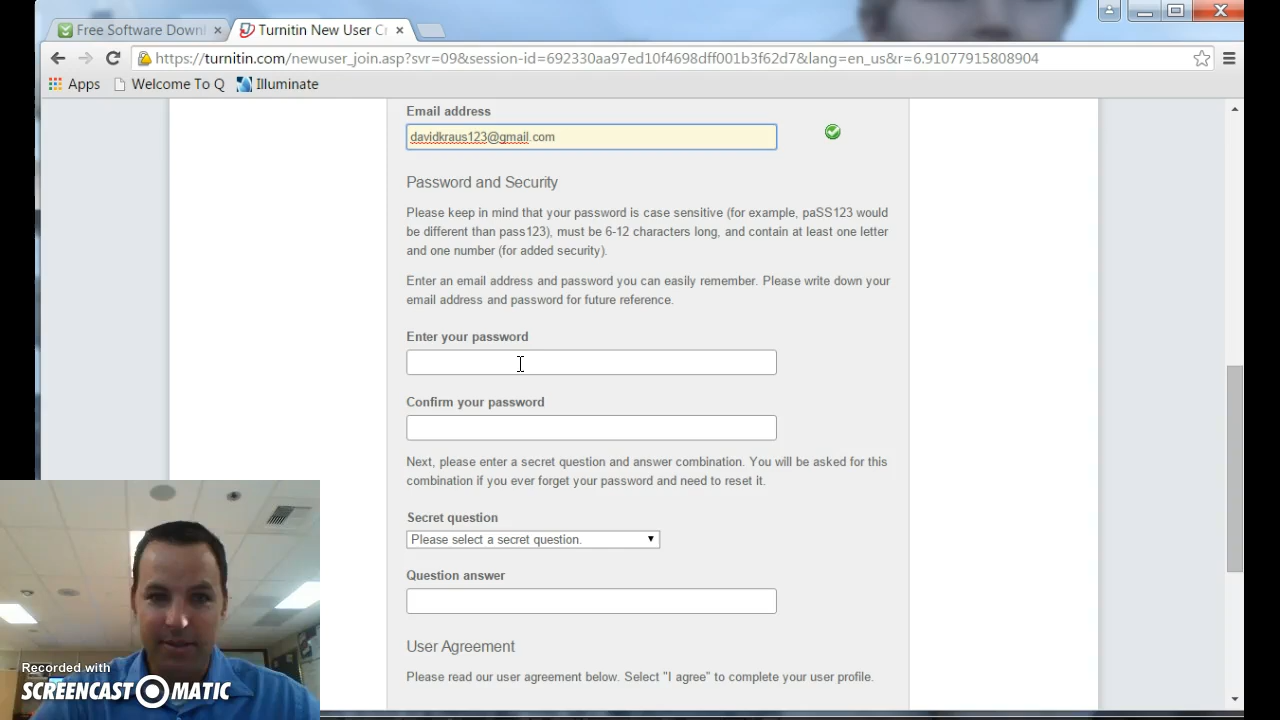 Free Software Downl
Turnitin New User C
https://turnitin.com/newuser_join.asp?svr=09&session-id=692330aa97ed10f4698dff001b3f62d7&lang=en_us&r=6.91077915808904
Apps Welcome To Q Illuminate
Email address
davidkraus123@gmail.com
Password and Security
Please keep in mind that your password is case sensitive (for example, paSS123 would
be different than pass123), must be 6-12 characters long, and contain at least one letter
and one number (for added security).
Enter an email address and password you can easily remember. Please write down your
email address and password for future reference.
Enter your password
Confirm your password
Next, please enter a secret question and answer combination. You will be asked for this
combination if you ever forget your password and need to reset it.
Secret question
Please select a secret question.
Question answer
User Agreement
Please read our user agreement below. Select "I agree" to complete your user profile.
Recorded with
SCREENCAST O MATIC